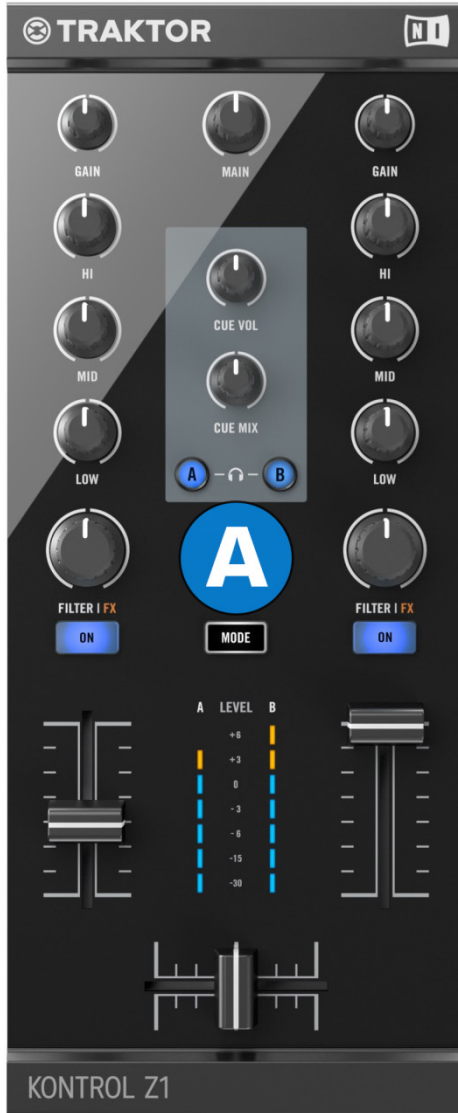 TRAKTOR NI
GAIN MAIN GAIN
HI HI
CUE VOL
MID MID
CUE MIX
LOW LOW
A B
A
FILTER | FX FILTER | FX
ON MODE ON
A LEVEL B
+6
+3
0
-3
-6
-15
-30
KONTROL Z1